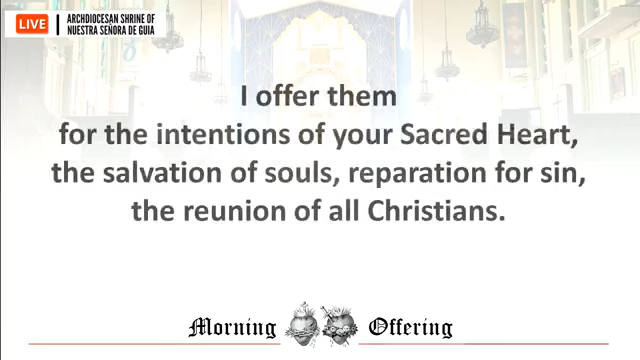 LIVE
ARCHDIOCESAN SHRINE OF
NUESTRA SEÑORA DE GUIA
I offer them
for the intentions of your Sacred Heart,
the salvation of souls, reparation for sin,
the reunion of all Christians.
Morning Offering